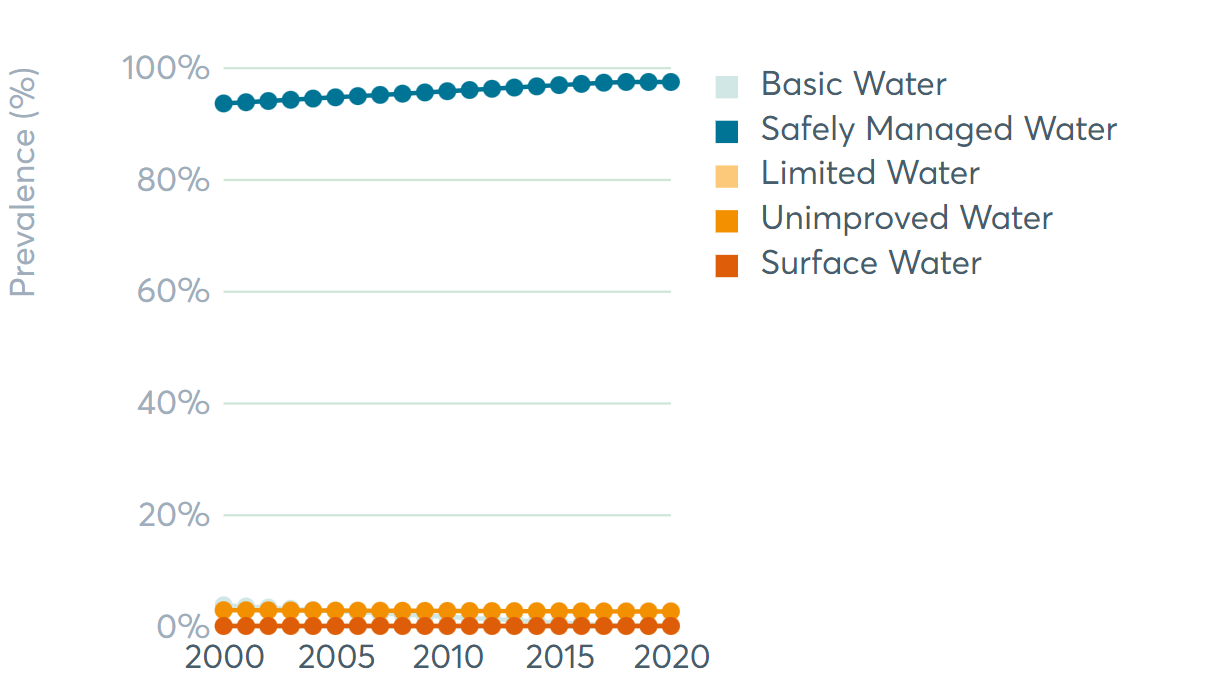 Prevalence (%)
100%
80%
60%
40%
20%
0%
2000 2005 2010 2015 2020
Basic Water
Safely Managed Water
Limited Water
Unimproved Water
Surface Water